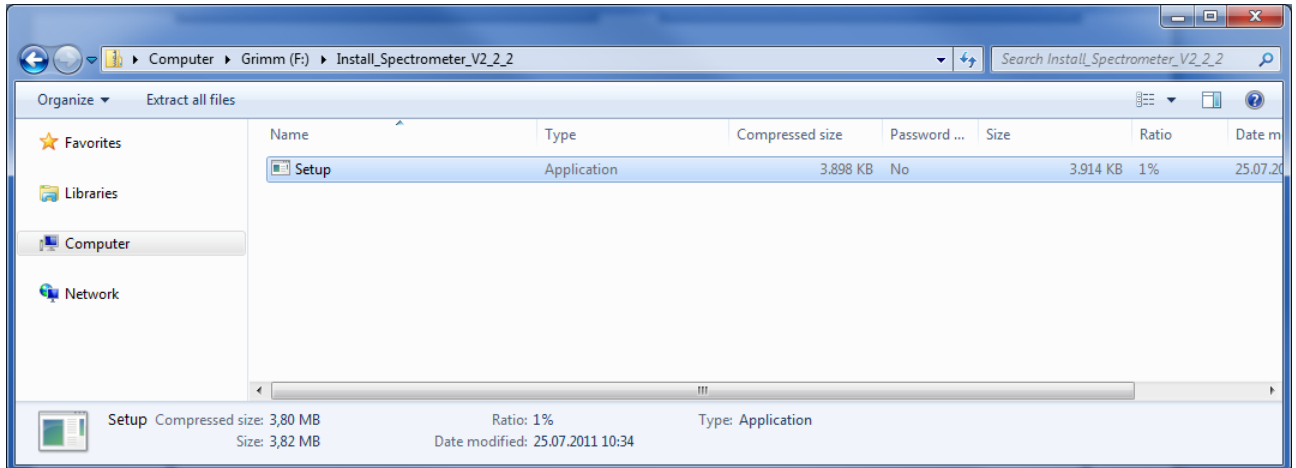 Computer Grimm (F:) Install_Spectrometer_V2_2_2 Search Install_Spectrometer_V2_2_2
Organize Extract all files
Favorites
Libraries
Computer
Network
Name Type Compressed size Password ... Size Ratio Date m
Setup Application 3.898 KB No 3.914 KB 1% 25.07.20
Setup Compressed size: 3,80 MB Ratio: 1% Type: Application
Size: 3,82 MB Date modified: 25.07.2011 10:34